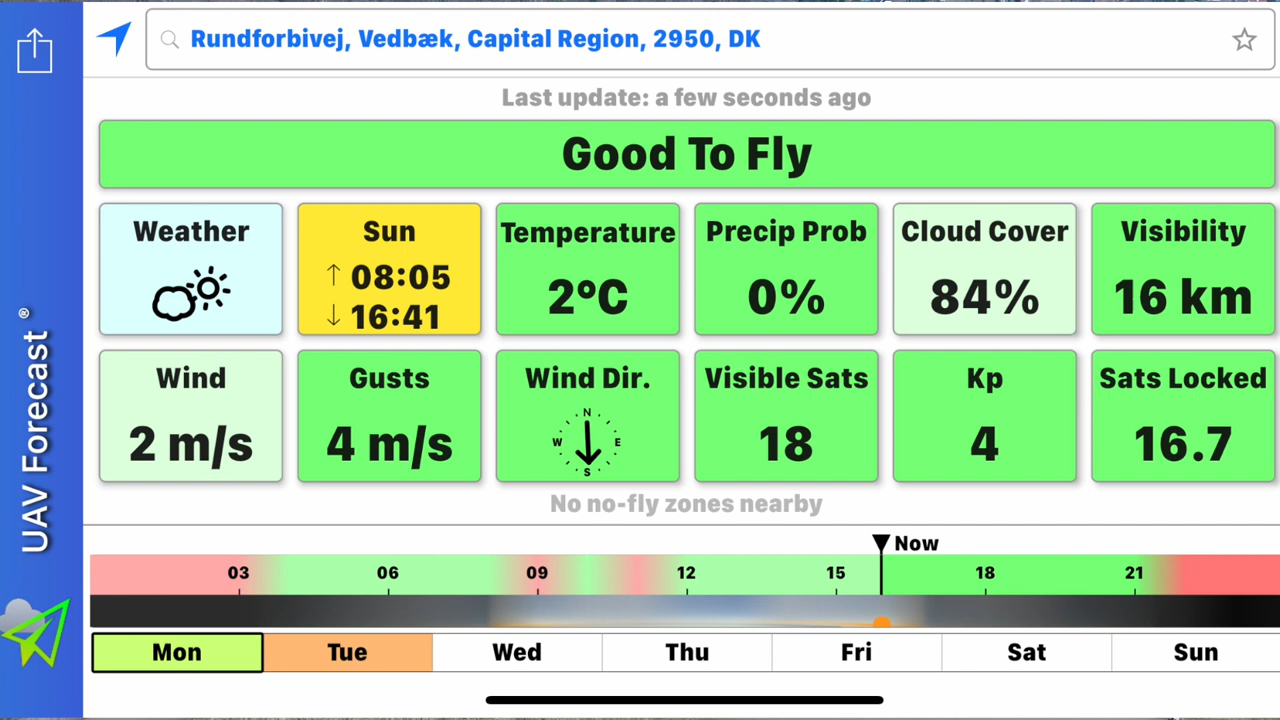 Rundforbivej, Vedbæk, Capital Region, 2950, DK
Last update: a few seconds ago
Good To Fly
Weather
Sun
↑ 08:05
↓ 16:41
Temperature
2°C
Precip Prob
0%
Cloud Cover
84%
Visibility
16 km
Wind
2 m/s
Gusts
4 m/s
Wind Dir.
N
W E
S
Visible Sats
18
Kp
4
Sats Locked
16.7
No no-fly zones nearby
Now
03 06 09 12 15 18 21
Mon Tue Wed Thu Fri Sat Sun
UAV Forecast®